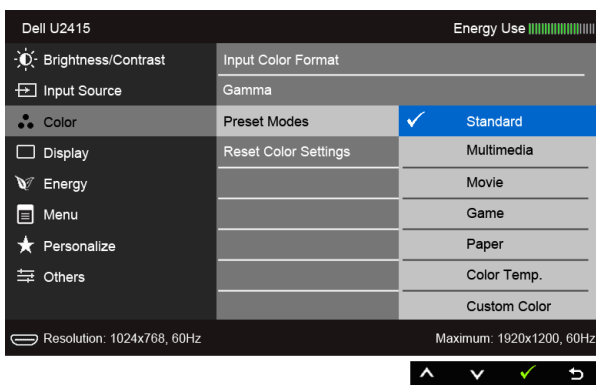 Dell U2415 Energy Use
Brightness/Contrast Input Color Format
Input Source Gamma
Color Preset Modes Standard
Display Reset Color Settings Multimedia
Energy Movie
Menu Game
Personalize Paper
Others Color Temp.
Custom Color
Resolution: 1024x768, 60Hz Maximum: 1920x1200, 60Hz